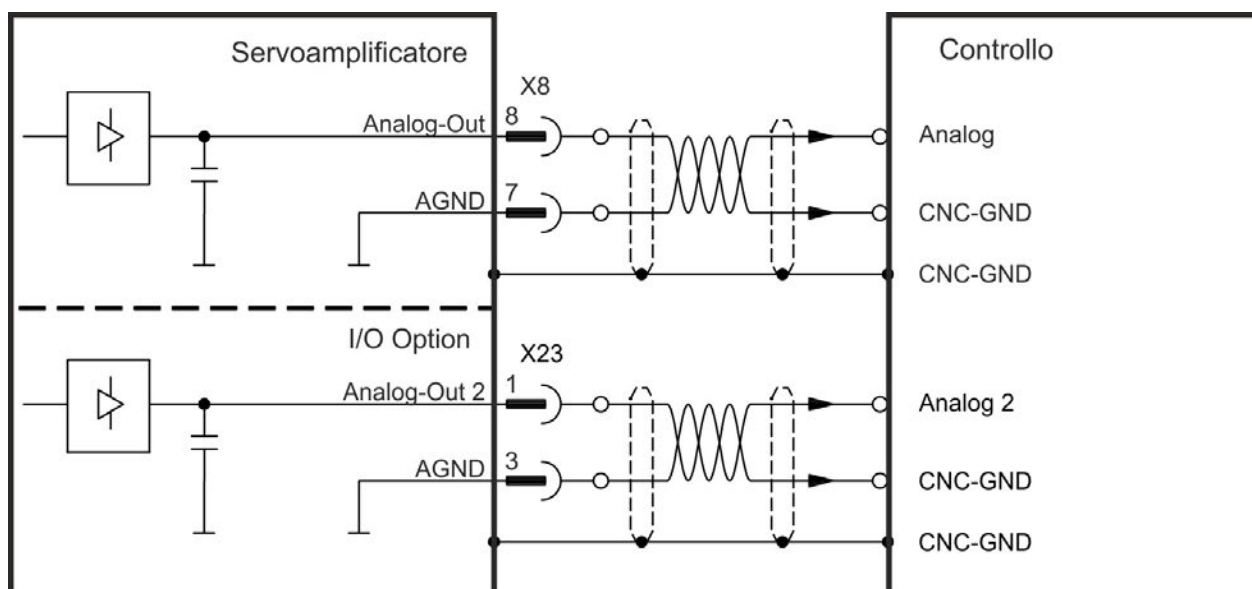 Servoamplificatore
Controllo
X8
Analog-Out
8
Analog
AGND
7
CNC-GND
CNC-GND
I/O Option
X23
Analog-Out 2
1
Analog 2
AGND
3
CNC-GND
CNC-GND